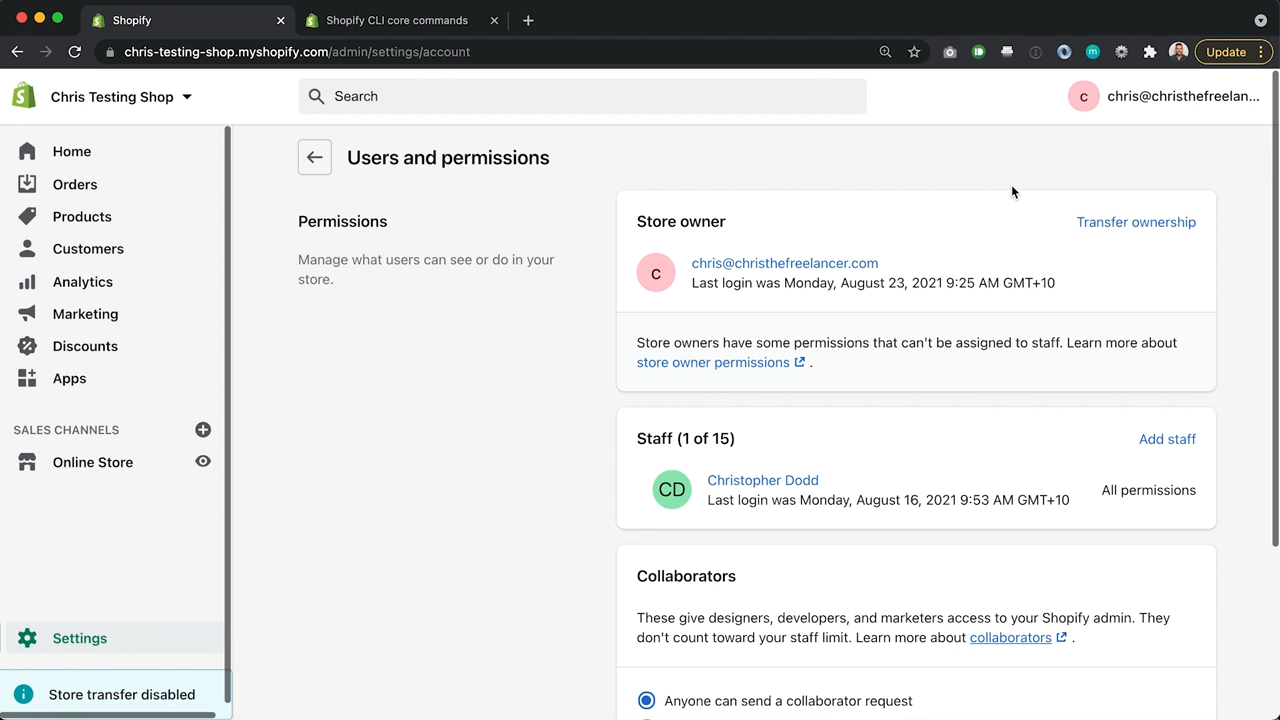 Shopify
Shopify CLI core commands
chris-testing-shop.myshopify.com/admin/settings/account
Update
Chris Testing Shop
Search
C
chris@christhefreelan...
Home
Orders
Products
Customers
Analytics
Marketing
Discounts
Apps
SALES CHANNELS
Online Store
Settings
Store transfer disabled
Users and permissions
Permissions
Manage what users can see or do in your
store.
Store owner
Transfer ownership
C
chris@christhefreelancer.com
Last login was Monday, August 23, 2021 9:25 AM GMT+10
Store owners have some permissions that can't be assigned to staff. Learn more about
store owner permissions .
Staff (1 of 15)
Add staff
CD
Christopher Dodd
Last login was Monday, August 16, 2021 9:53 AM GMT+10
All permissions
Collaborators
These give designers, developers, and marketers access to your Shopify admin. They
don't count toward your staff limit. Learn more about collaborators .
Anyone can send a collaborator request